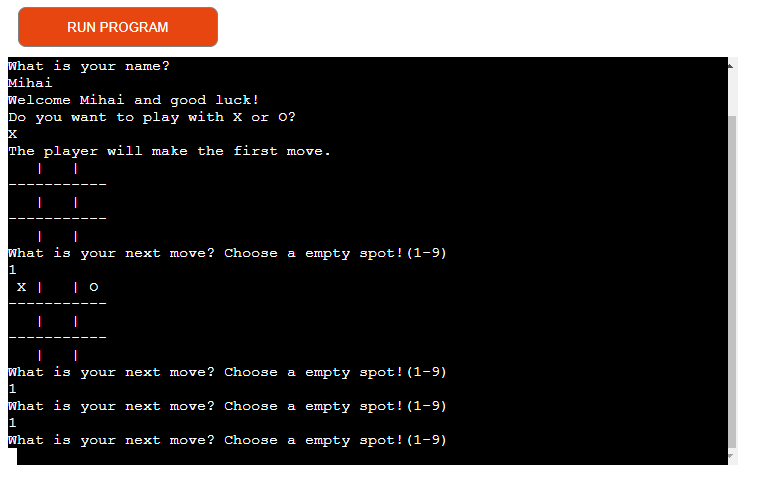 RUN PROGRAM
What is your name?
Mihai
Welcome Mihai and good luck!
Do you want to play with X or O?
X
The player will make the first move.
   |   |
-----------
   |   |
-----------
   |   |
What is your next move? Choose a empty spot!(1-9)
1
 X |   | O
-----------
   |   |
-----------
   |   |
What is your next move? Choose a empty spot!(1-9)
1
What is your next move? Choose a empty spot!(1-9)
1
What is your next move? Choose a empty spot!(1-9)